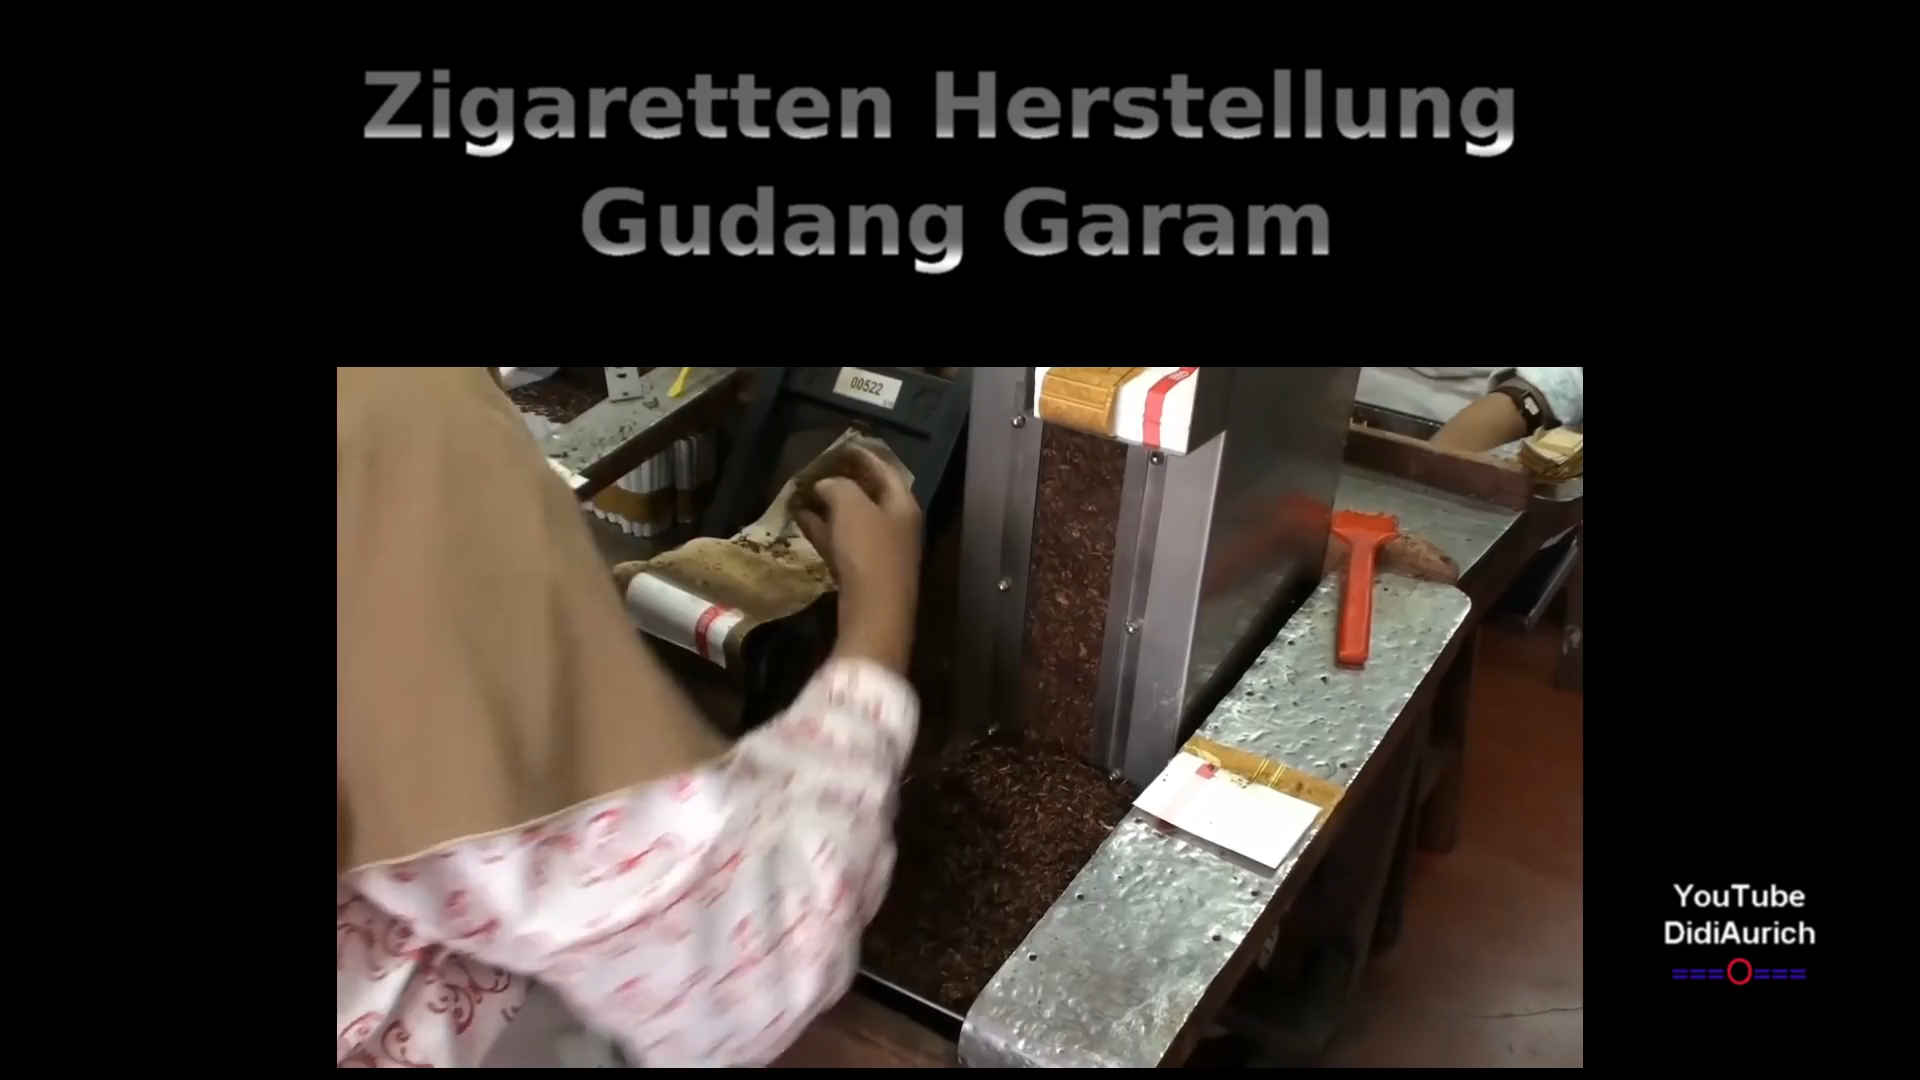 Zigaretten Herstellung
Gudang Garam
00522
YouTube
DidiAurich
===O===